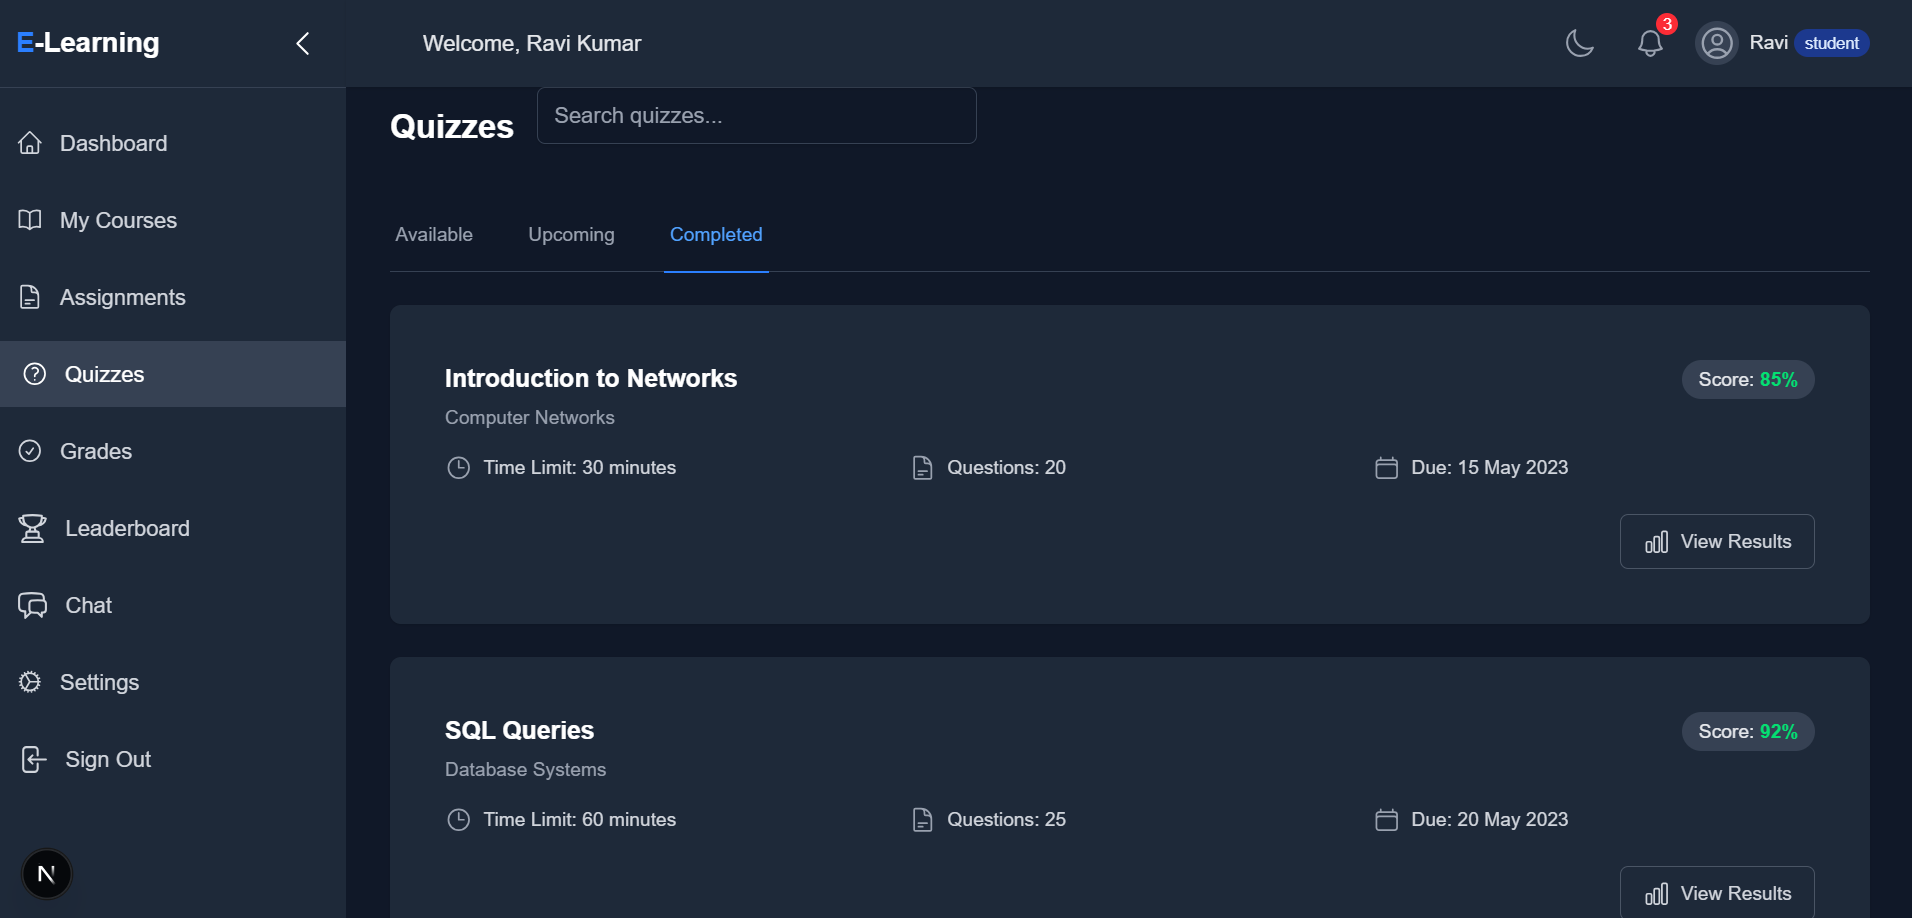 E-Learning
Welcome, Ravi Kumar
3
Ravi student
Dashboard
My Courses
Assignments
Quizzes
Grades
Leaderboard
Chat
Settings
Sign Out
N
Quizzes
Search quizzes...
Available Upcoming Completed
Introduction to Networks
Score: 85%
Computer Networks
Time Limit: 30 minutes Questions: 20 Due: 15 May 2023
View Results
SQL Queries
Score: 92%
Database Systems
Time Limit: 60 minutes Questions: 25 Due: 20 May 2023
View Results